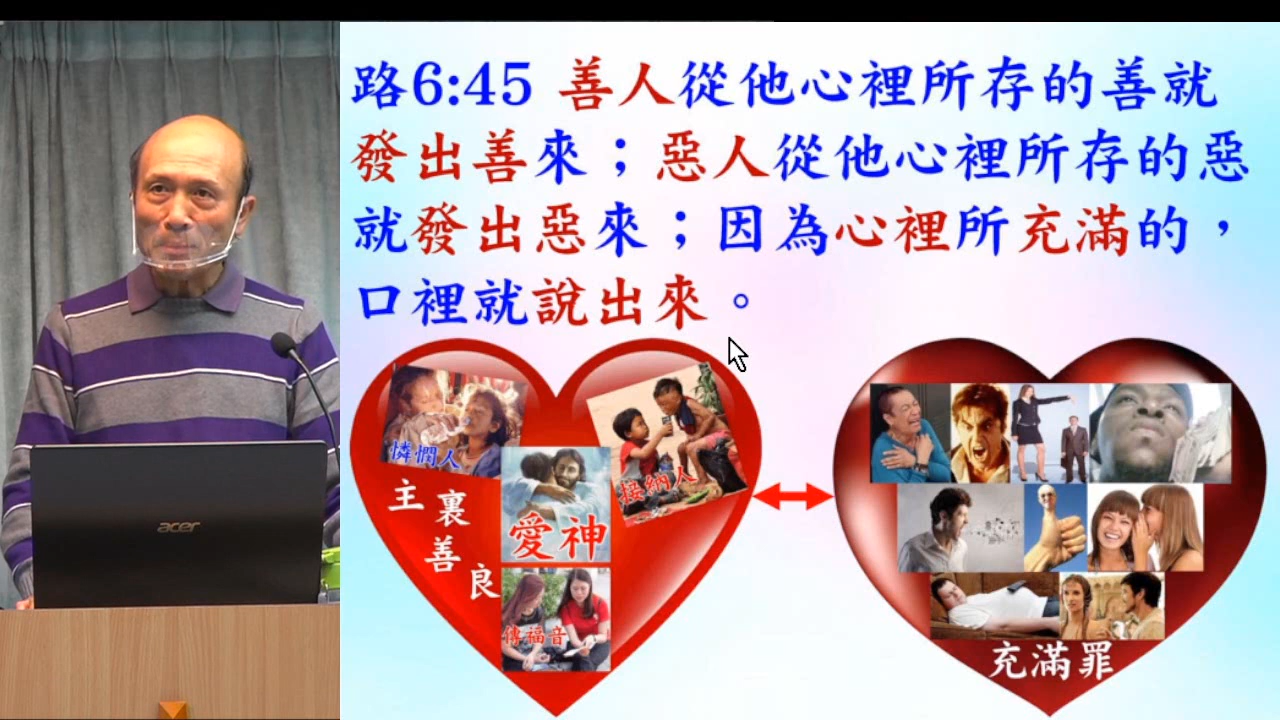 路6:45 善人從他心裡所存的善就
發出善來；惡人從他心裡所存的惡
就發出惡來；因為心裡所充滿的，
口裡就說出來。
憐憫人
接納人
主裏善良
愛神
傳福音
充滿罪
acer